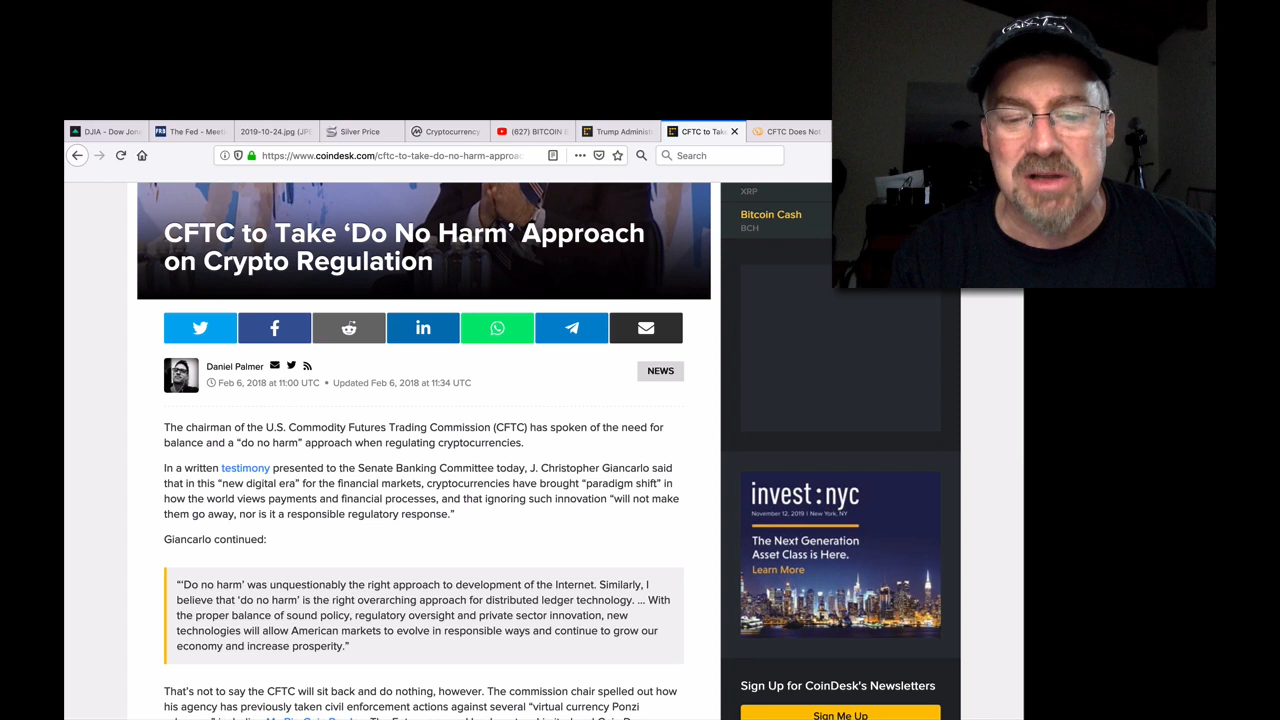 DJIA - Dow Jon
The Fed - Meeti
2019-10-24.jpg (JPE
Silver Price
Cryptocurrency
(627) BITCOIN
Trump Administ
CFTC to Take
CFTC Does Not
https://www.coindesk.com/cftc-to-take-do-no-harm-approac
Search
XRP
Bitcoin Cash
BCH
CFTC to Take ‘Do No Harm’ Approach
on Crypto Regulation
Daniel Palmer
Feb 6, 2018 at 11:00 UTC • Updated Feb 6, 2018 at 11:34 UTC
NEWS
The chairman of the U.S. Commodity Futures Trading Commission (CFTC) has spoken of the need for
balance and a “do no harm” approach when regulating cryptocurrencies.
In a written testimony presented to the Senate Banking Committee today, J. Christopher Giancarlo said
that in this “new digital era” for the financial markets, cryptocurrencies have brought “paradigm shift” in
how the world views payments and financial processes, and that ignoring such innovation “will not make
them go away, nor is it a responsible regulatory response.”
Giancarlo continued:
“‘Do no harm’ was unquestionably the right approach to development of the Internet. Similarly, I
believe that ‘do no harm’ is the right overarching approach for distributed ledger technology. … With
the proper balance of sound policy, regulatory oversight and private sector innovation, new
technologies will allow American markets to evolve in responsible ways and continue to grow our
economy and increase prosperity.”
That’s not to say the CFTC will sit back and do nothing, however. The commission chair spelled out how
his agency has previously taken civil enforcement actions against several “virtual currency Ponzi
invest:nyc
November 12, 2019 | New York, NY
The Next Generation
Asset Class is Here.
Learn More
Sign Up for CoinDesk's Newsletters
Sign Me Up